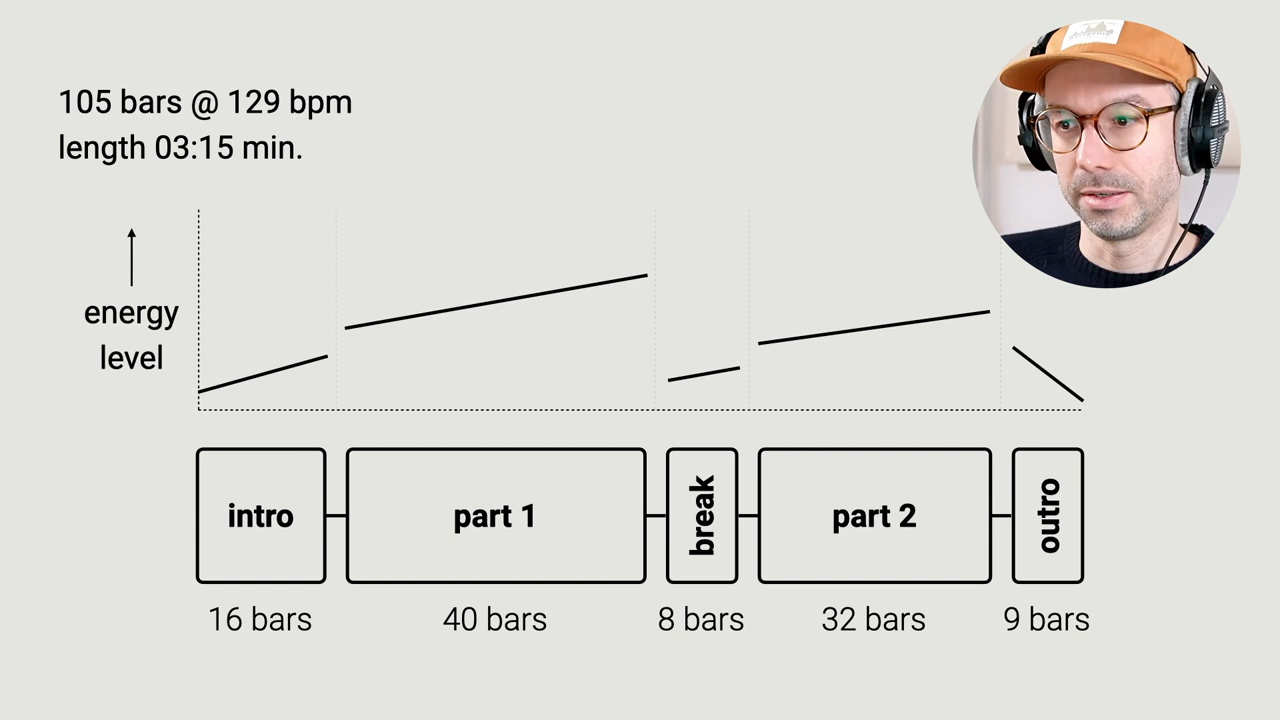 105 bars @ 129 bpm
length 03:15 min.
energy
level
intro
part 1
break
part 2
outro
16 bars
40 bars
8 bars
32 bars
9 bars